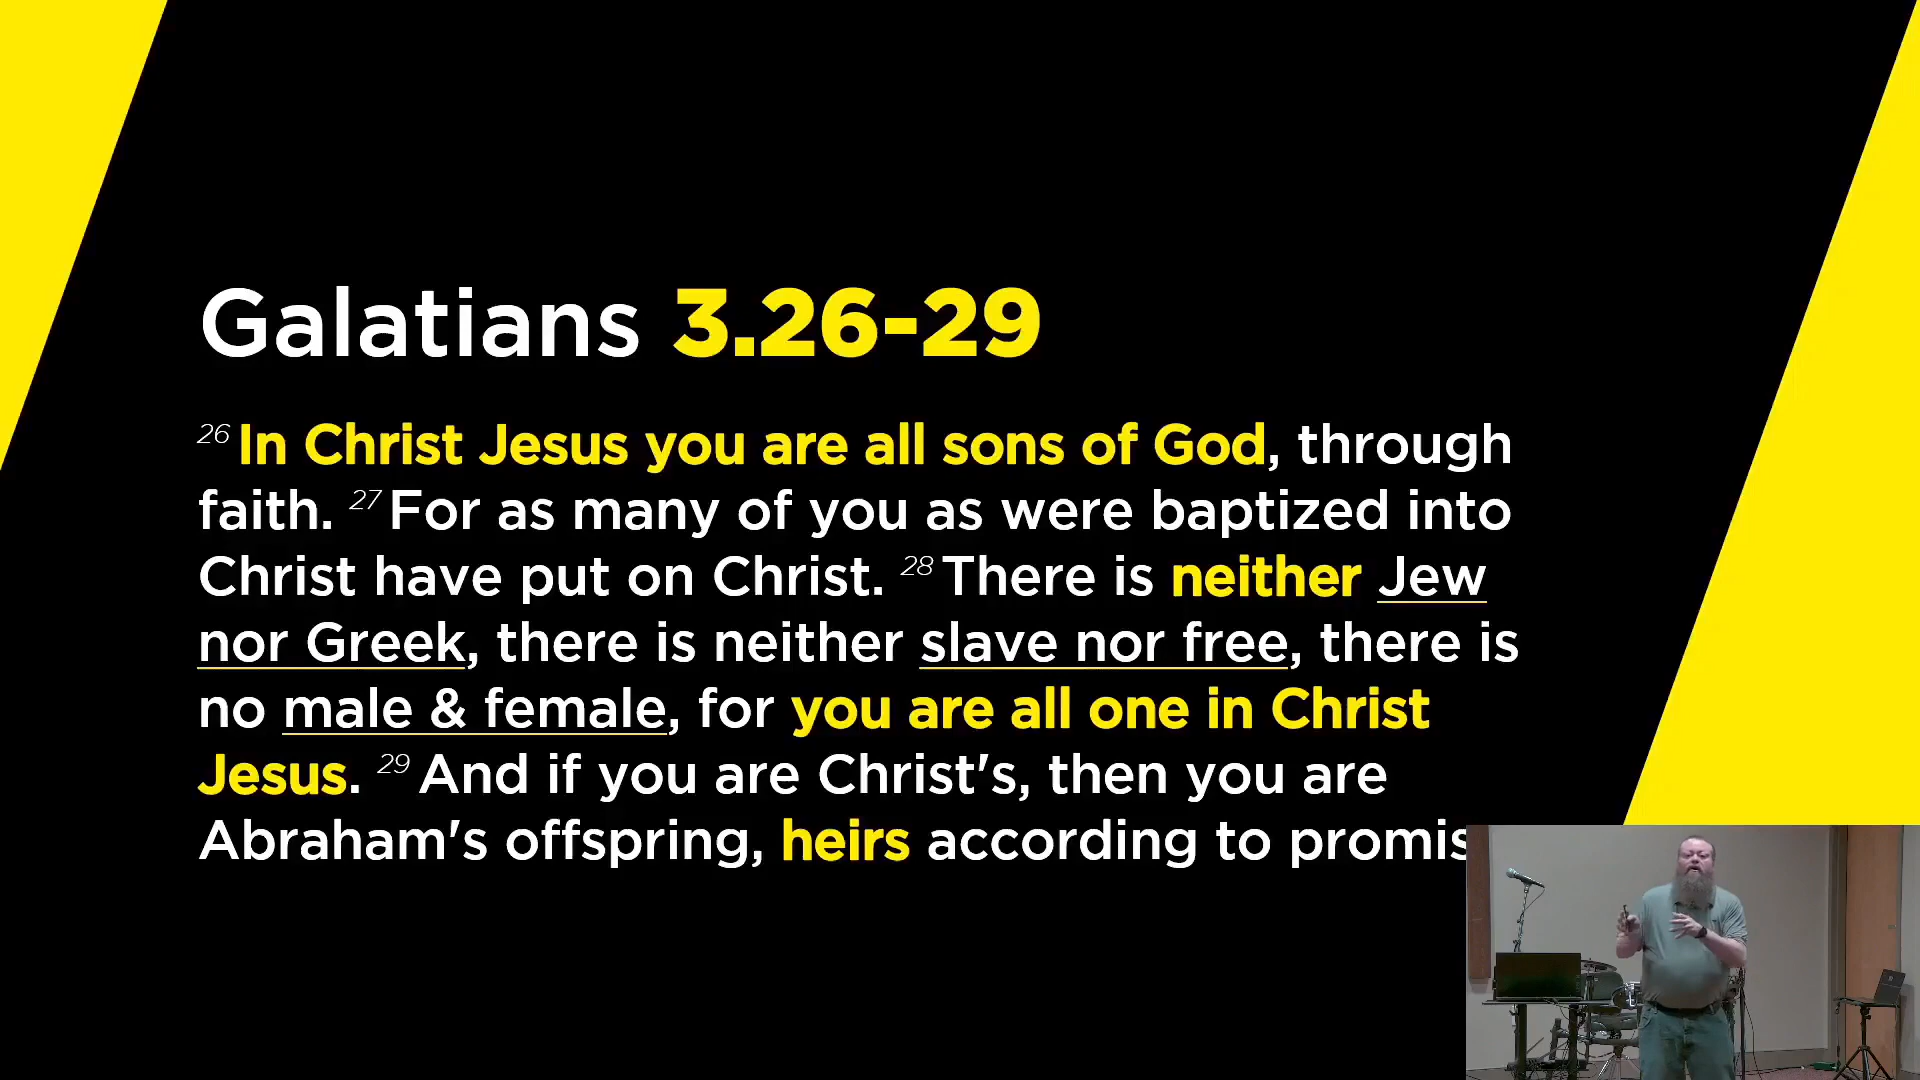 Galatians 3.26-29
26 In Christ Jesus you are all sons of God, through
faith. 27 For as many of you as were baptized into
Christ have put on Christ. 28 There is neither Jew
nor Greek, there is neither slave nor free, there is
no male & female, for you are all one in Christ
Jesus. 29 And if you are Christ's, then you are
Abraham's offspring, heirs according to promis